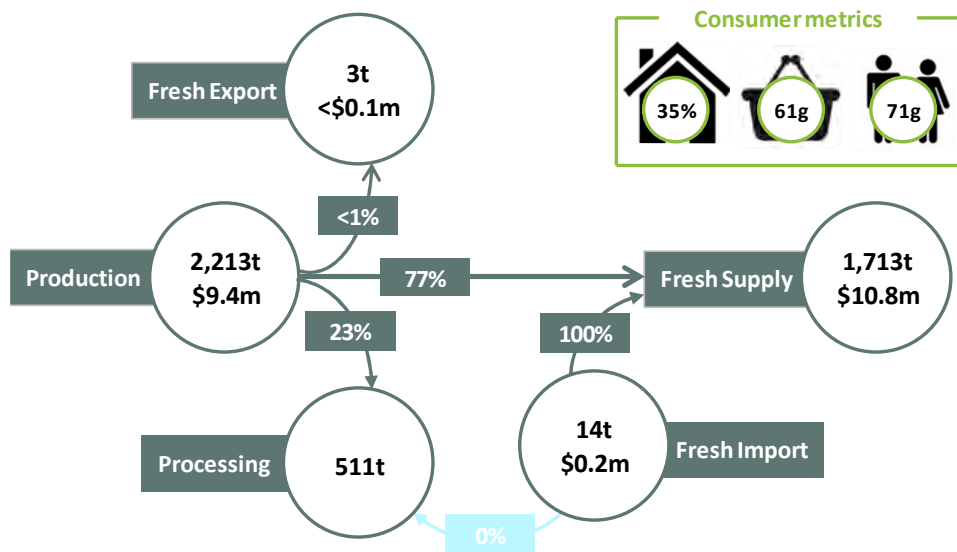 Consumer metrics
35%
61g
71g
Fresh Export
3t
<$0.1m
<1%
Production
2,213t
$9.4m
77%
Fresh Supply
1,713t
$10.8m
23%
100%
Processing
511t
14t
$0.2m
Fresh Import
0%